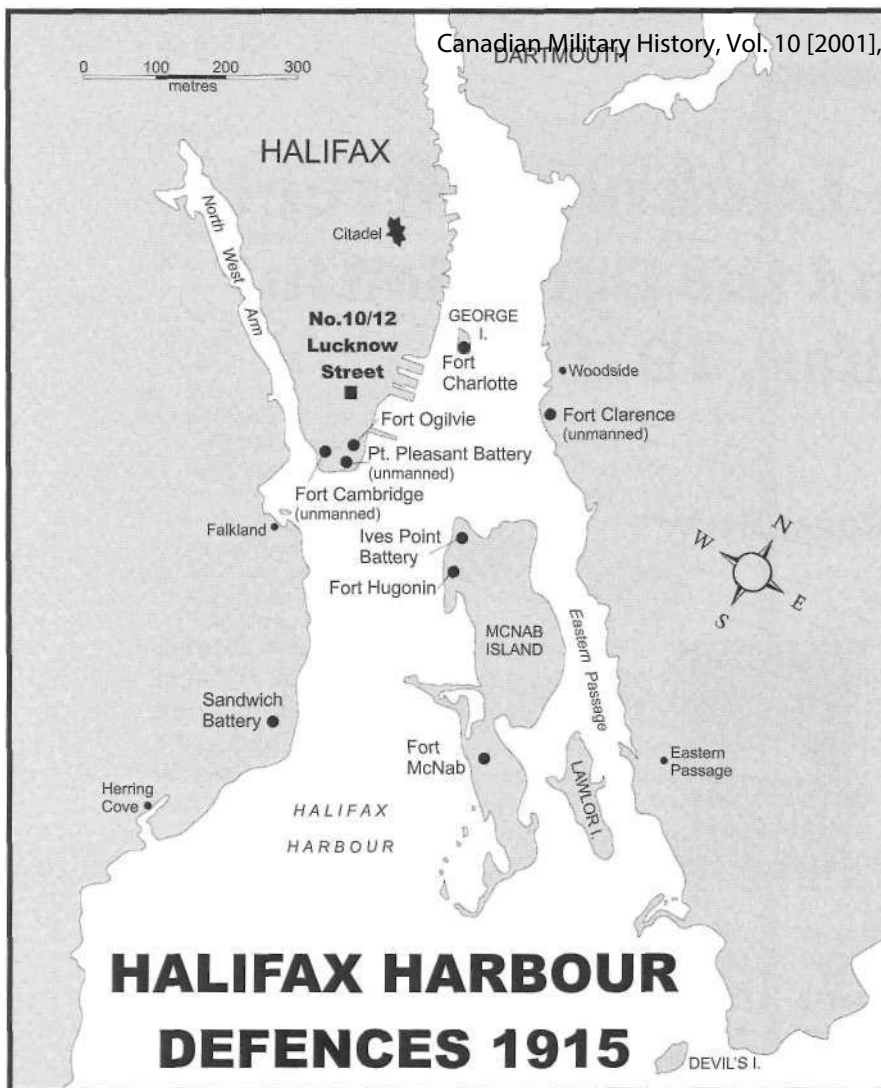 Canadian Military History, Vol. 10 [2001],
DARTMOUTH
0 100 200 300
metres
HALIFAX
North West Arm
Citadel
No.10/12
Lucknow
Street
GEORGE
I.
Fort
Charlotte
Woodside
Fort Clarence
(unmanned)
Fort Ogilvie
Pt. Pleasant Battery
(unmanned)
Fort Cambridge
(unmanned)
Falkland
Ives Point
Battery
Fort Hugonin
N
W
E
S
MCNAB
ISLAND
Eastern Passage
Sandwich
Battery
Fort
McNab
LAWLOR I.
Eastern
Passage
Herring
Cove
HALIFAX
HARBOUR
HALIFAX HARBOUR
DEFENCES 1915
DEVIL'S I.